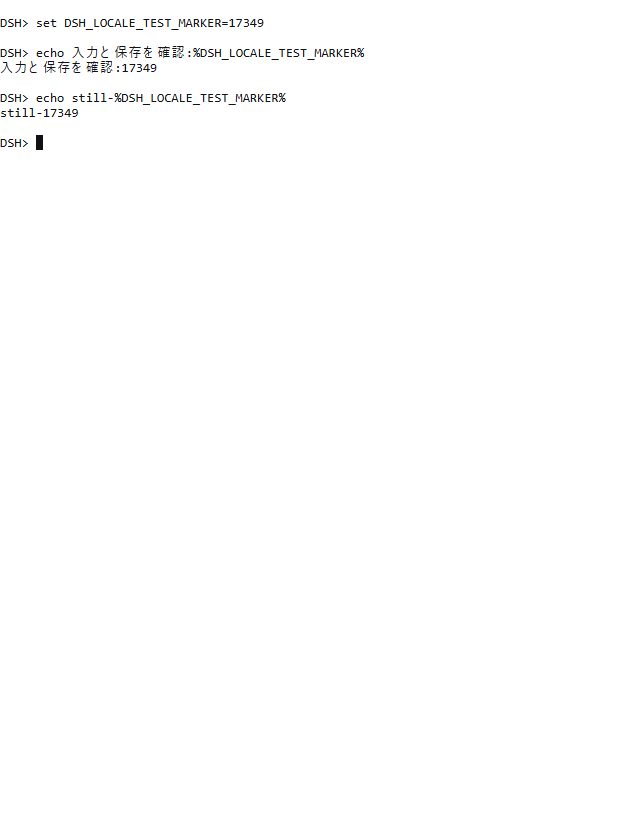 DSH> set DSH_LOCALE_TEST_MARKER=17349
DSH> echo 入力と保存を確認:%DSH_LOCALE_TEST_MARKER%
入力と保存を確認:17349
DSH> echo still-%DSH_LOCALE_TEST_MARKER%
still-17349
DSH>